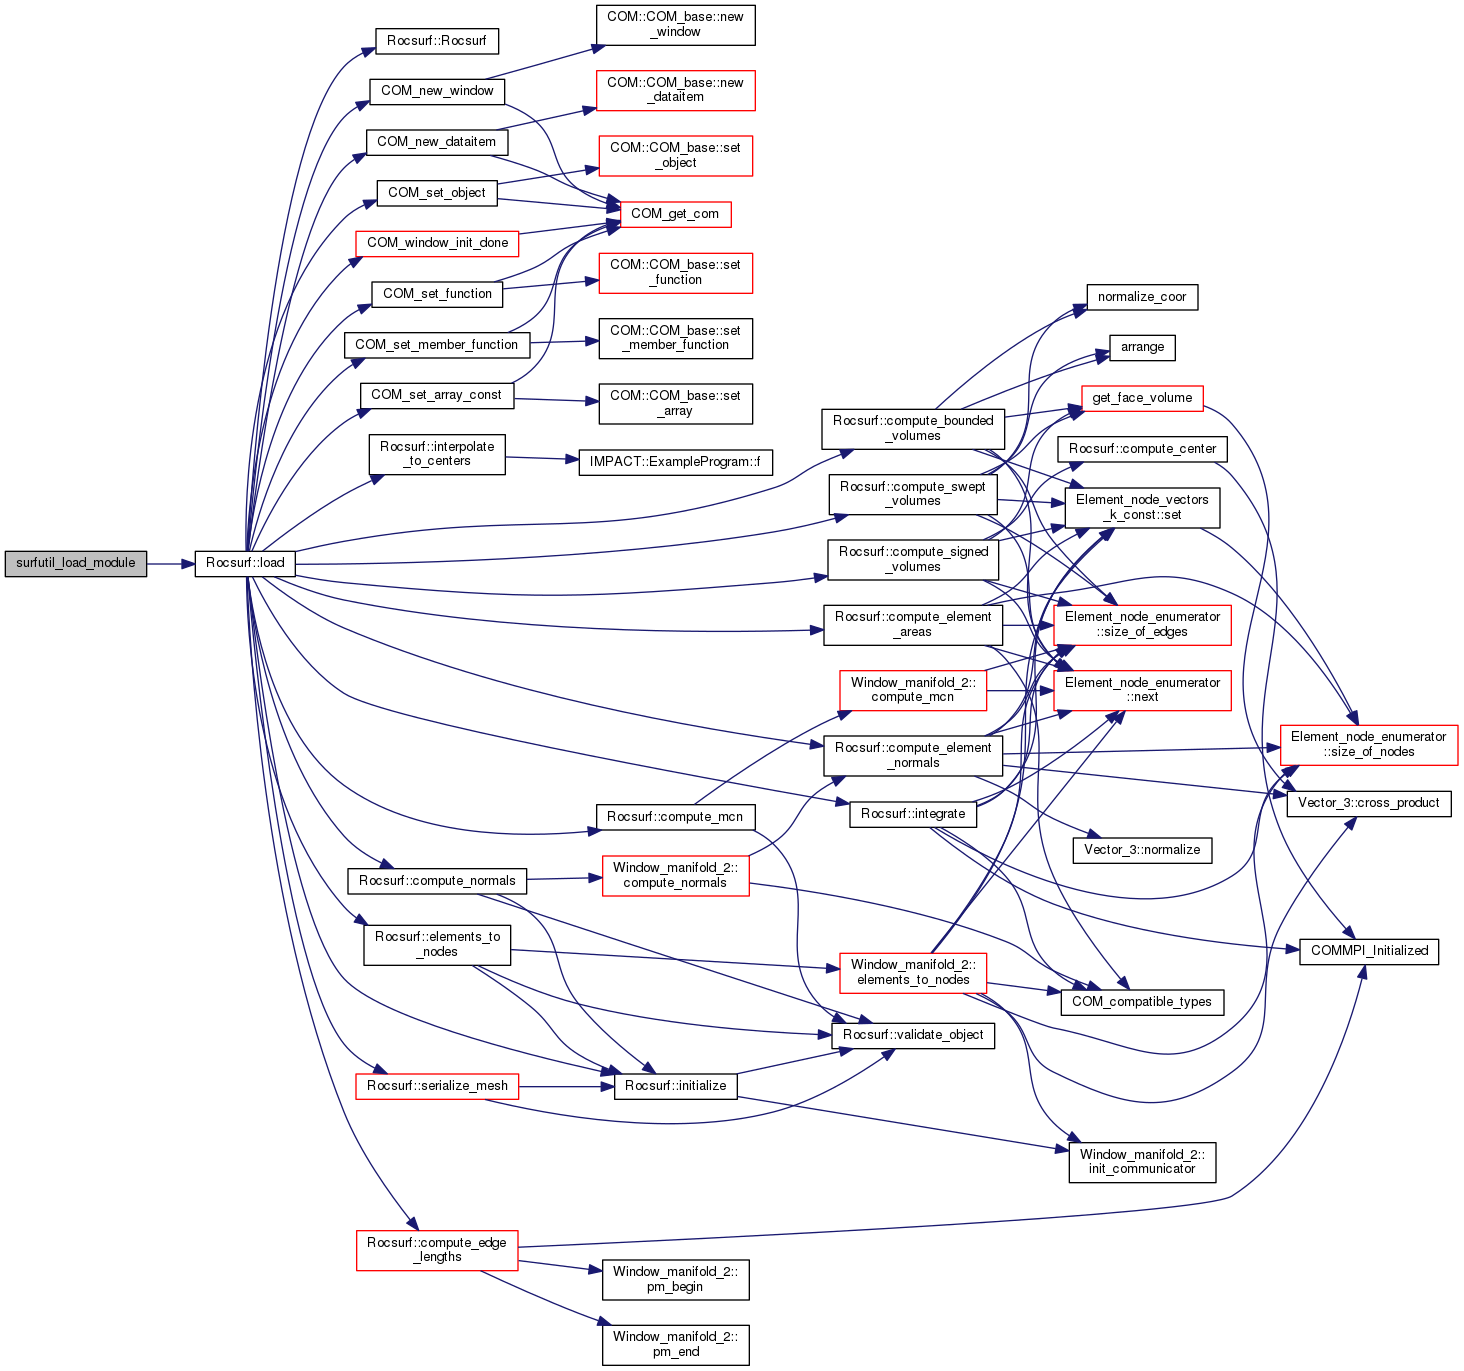 surfutil_load_module
Rocsurf::load
Rocsurf::Rocsurf
COM_new_window
COM_new_dataitem
COM_set_object
COM_window_init_done
COM_set_function
COM_set_member_function
COM_set_array_const
Rocsurf::interpolate
_to_centers
Rocsurf::compute_normals
Rocsurf::elements_to
_nodes
Rocsurf::serialize_mesh
Rocsurf::compute_edge
_lengths
COM::COM_base::new
_window
COM::COM_base::new
_dataitem
COM::COM_base::set
_object
COM_get_com
COM::COM_base::set
_function
COM::COM_base::set
_member_function
COM::COM_base::set
_array
IMPACT::ExampleProgram::f
Rocsurf::compute_mcn
Window_manifold_2::
compute_normals
Rocsurf::initialize
Window_manifold_2::
pm_begin
Window_manifold_2::
pm_end
Rocsurf::compute_bounded
_volumes
Rocsurf::compute_swept
_volumes
Rocsurf::compute_signed
_volumes
Rocsurf::compute_element
_areas
Window_manifold_2::
compute_mcn
Rocsurf::compute_element
_normals
Rocsurf::integrate
Window_manifold_2::
elements_to_nodes
Rocsurf::validate_object
normalize_coor
arrange
get_face_volume
Rocsurf::compute_center
Element_node_vectors
_k_const::set
Element_node_enumerator
::size_of_edges
Element_node_enumerator
::next
Vector_3::normalize
COM_compatible_types
Window_manifold_2::
init_communicator
Element_node_enumerator
::size_of_nodes
Vector_3::cross_product
COMMPI_Initialized